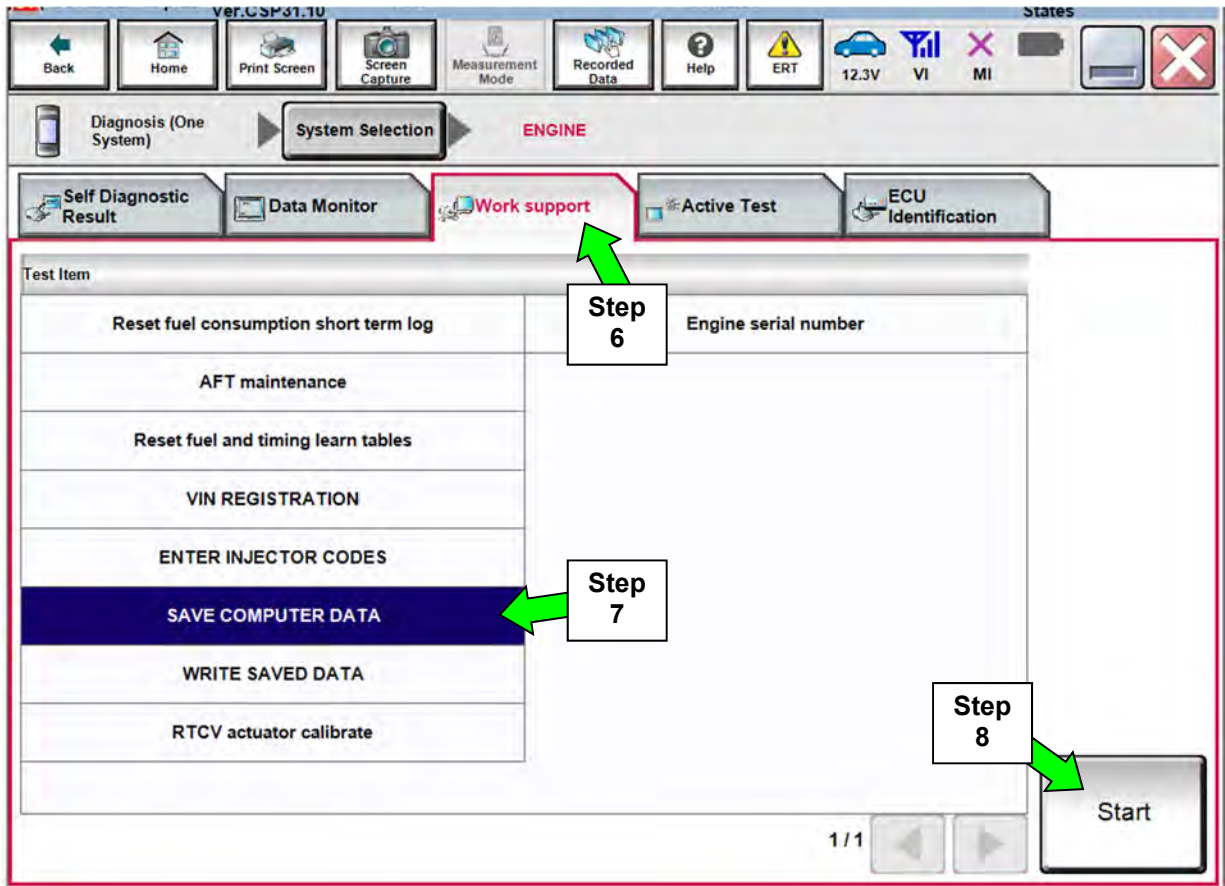 Ver.CSP31.10
States
Back
Home
Print Screen
Screen
Capture
Measurement
Mode
Recorded
Data
Help
ERT
12.3V
VI
MI
Diagnosis (One
System)
System Selection
ENGINE
Self Diagnostic
Result
Data Monitor
Work support
Active Test
ECU
Identification
Test Item
Step
6
Reset fuel consumption short term log
Engine serial number
AFT maintenance
Reset fuel and timing learn tables
VIN REGISTRATION
ENTER INJECTOR CODES
SAVE COMPUTER DATA
Step
7
WRITE SAVED DATA
RTCV actuator calibrate
Step
8
Start
1/1